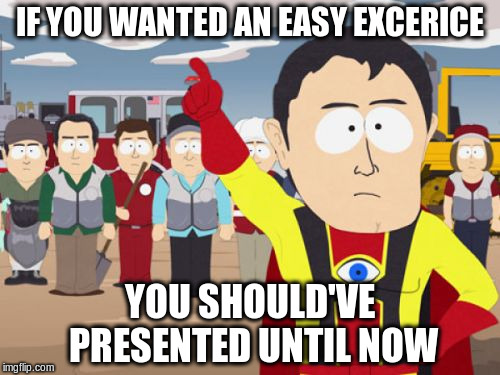 IF YOU WANTED AN EASY EXCERICE
YOU SHOULD'VE
PRESENTED UNTIL NOW
imgflip.com